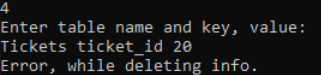 4
Enter table name and key, value:
Tickets ticket_id 20
Error, while deleting info.